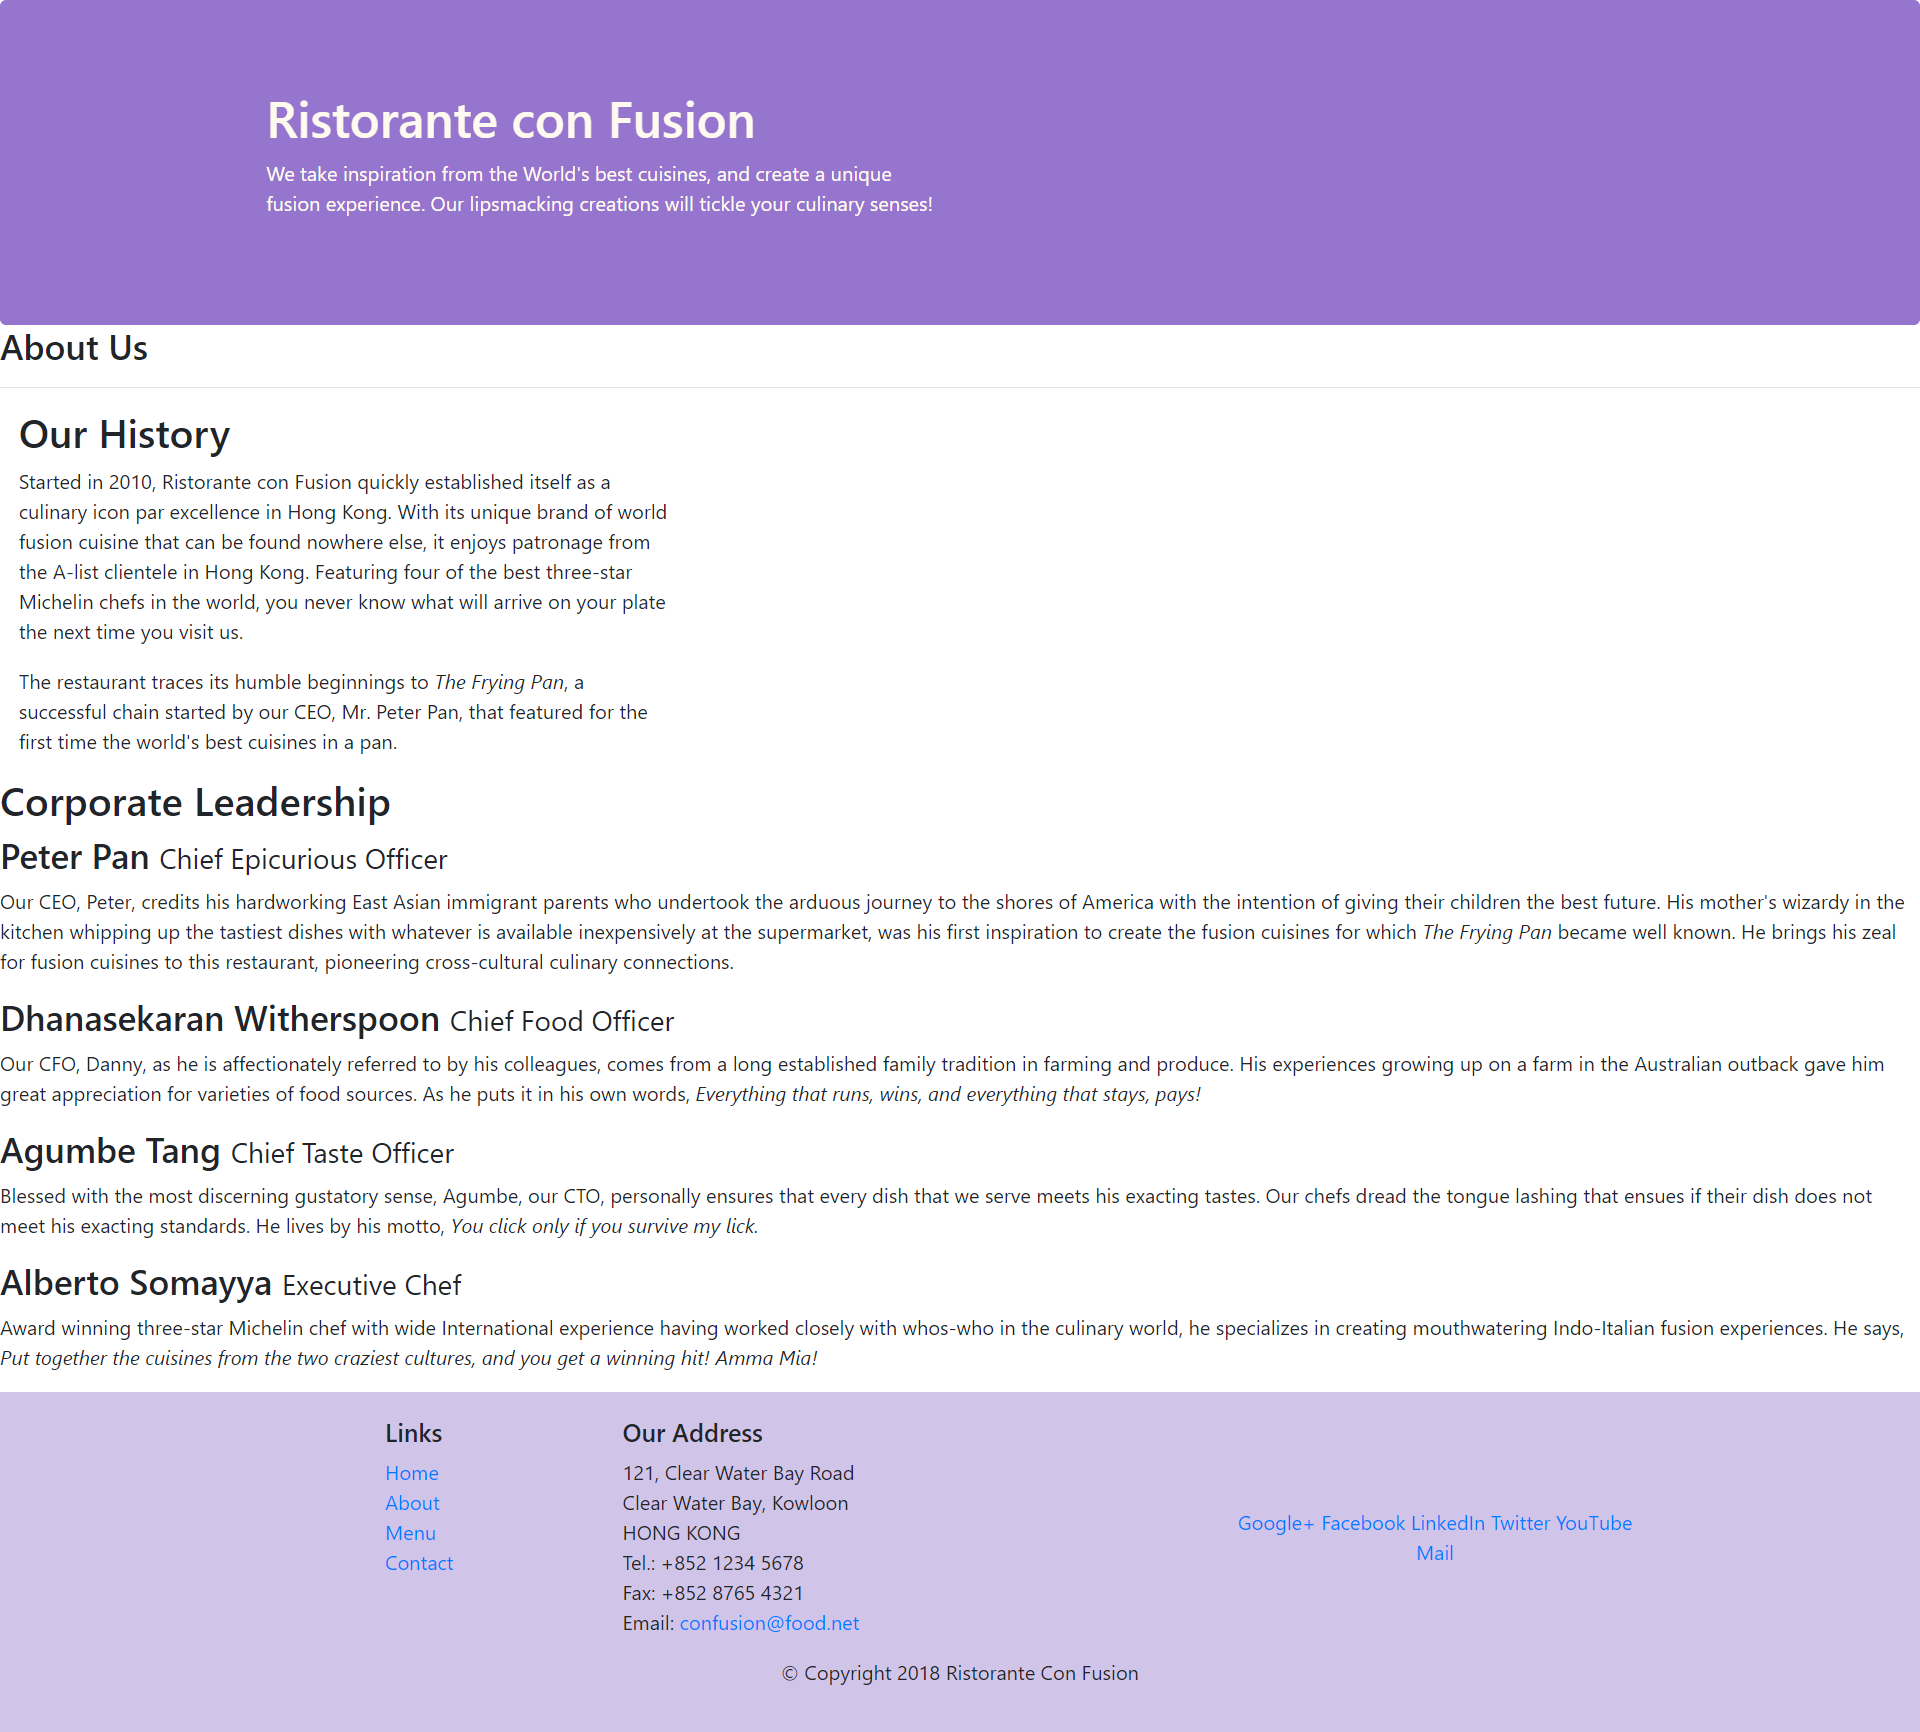 Ristorante con Fusion
We take inspiration from the World's best cuisines, and create a unique
fusion experience. Our lipsmacking creations will tickle your culinary senses!
About Us
Our History
Started in 2010, Ristorante con Fusion quickly established itself as a
culinary icon par excellence in Hong Kong. With its unique brand of world
fusion cuisine that can be found nowhere else, it enjoys patronage from
the A-list clientele in Hong Kong. Featuring four of the best three-star
Michelin chefs in the world, you never know what will arrive on your plate
the next time you visit us.
The restaurant traces its humble beginnings to The Frying Pan, a
successful chain started by our CEO, Mr. Peter Pan, that featured for the
first time the world's best cuisines in a pan.
Corporate Leadership
Peter Pan Chief Epicurious Officer
Our CEO, Peter, credits his hardworking East Asian immigrant parents who undertook the arduous journey to the shores of America with the intention of giving their children the best future. His mother's wizardy in the
kitchen whipping up the tastiest dishes with whatever is available inexpensively at the supermarket, was his first inspiration to create the fusion cuisines for which The Frying Pan became well known. He brings his zeal
for fusion cuisines to this restaurant, pioneering cross-cultural culinary connections.
Dhanasekaran Witherspoon Chief Food Officer
Our CFO, Danny, as he is affectionately referred to by his colleagues, comes from a long established family tradition in farming and produce. His experiences growing up on a farm in the Australian outback gave him
great appreciation for varieties of food sources. As he puts it in his own words, Everything that runs, wins, and everything that stays, pays!
Agumbe Tang Chief Taste Officer
Blessed with the most discerning gustatory sense, Agumbe, our CTO, personally ensures that every dish that we serve meets his exacting tastes. Our chefs dread the tongue lashing that ensues if their dish does not
meet his exacting standards. He lives by his motto, You click only if you survive my lick.
Alberto Somayya Executive Chef
Award winning three-star Michelin chef with wide International experience having worked closely with whos-who in the culinary world, he specializes in creating mouthwatering Indo-Italian fusion experiences. He says,
Put together the cuisines from the two craziest cultures, and you get a winning hit! Amma Mia!
Links
Home
About
Menu
Contact
Our Address
121, Clear Water Bay Road
Clear Water Bay, Kowloon
HONG KONG
Tel.: +852 1234 5678
Fax: +852 8765 4321
Email: confusion@food.net
Google+ Facebook LinkedIn Twitter YouTube
Mail
© Copyright 2018 Ristorante Con Fusion